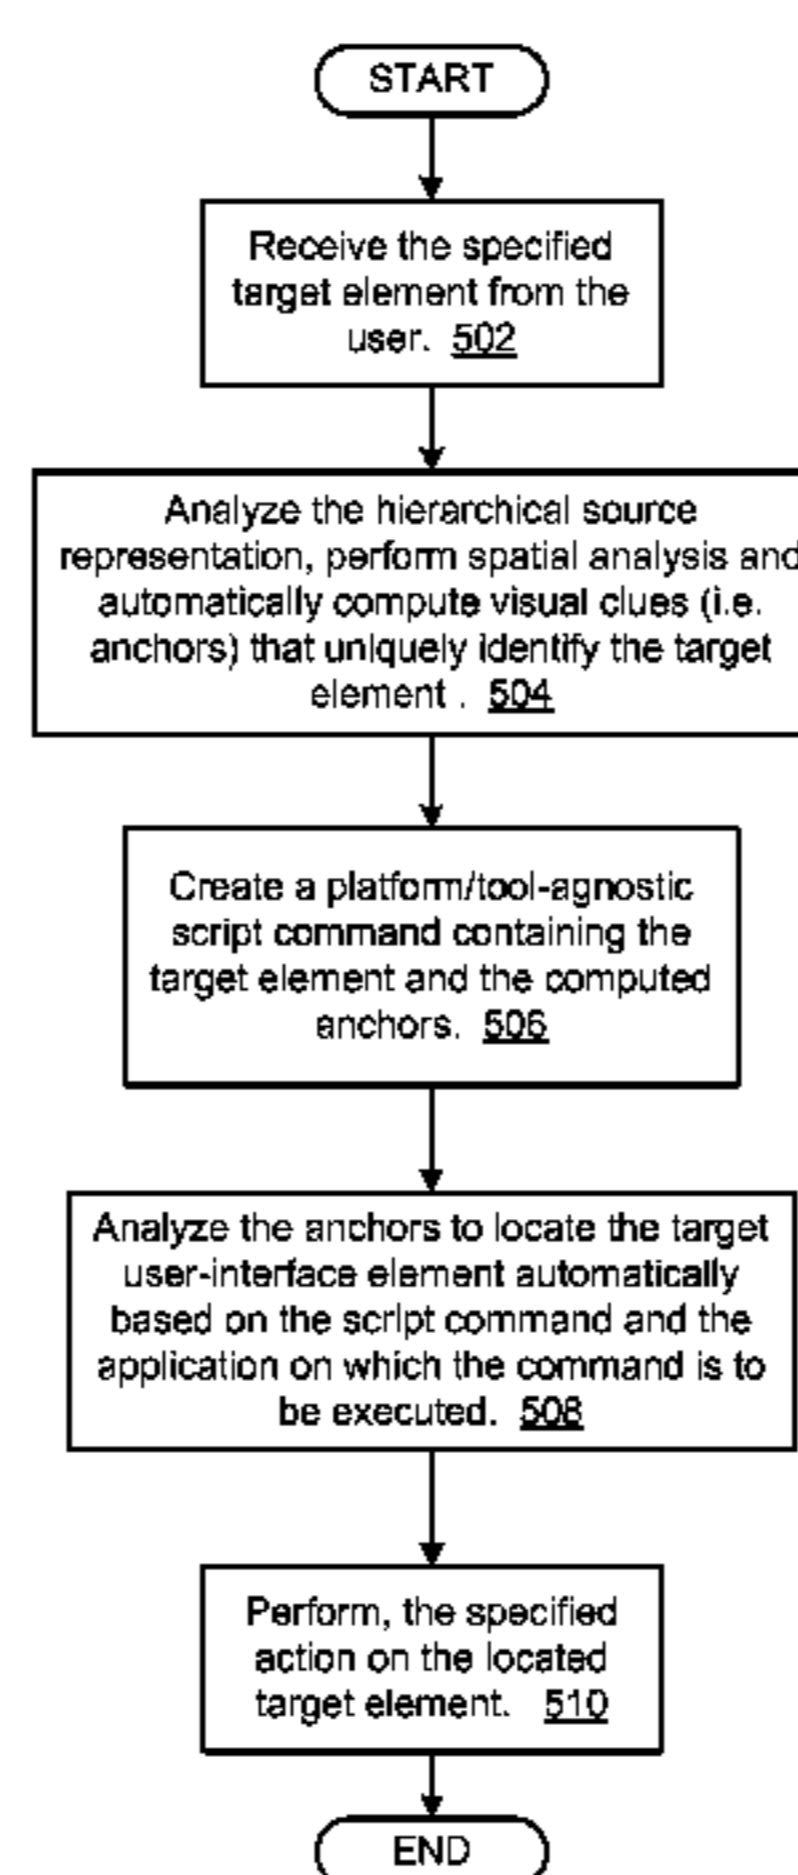 START
Receive the specified
target element from the
user. 502
Analyze the hierarchical source
representation, perform spatial analysis and
automatically compute visual clues (i.e.
anchors) that uniquely identify the target
element . 504
Create a platform/tool-agnostic
script command containing the
target element and the computed
anchors. 506
Analyze the anchors to locate the target
user-interface element automatically
based on the script command and the
application on which the command is to
be executed. 508
Perform, the specified
action on the located
target element. 510
END